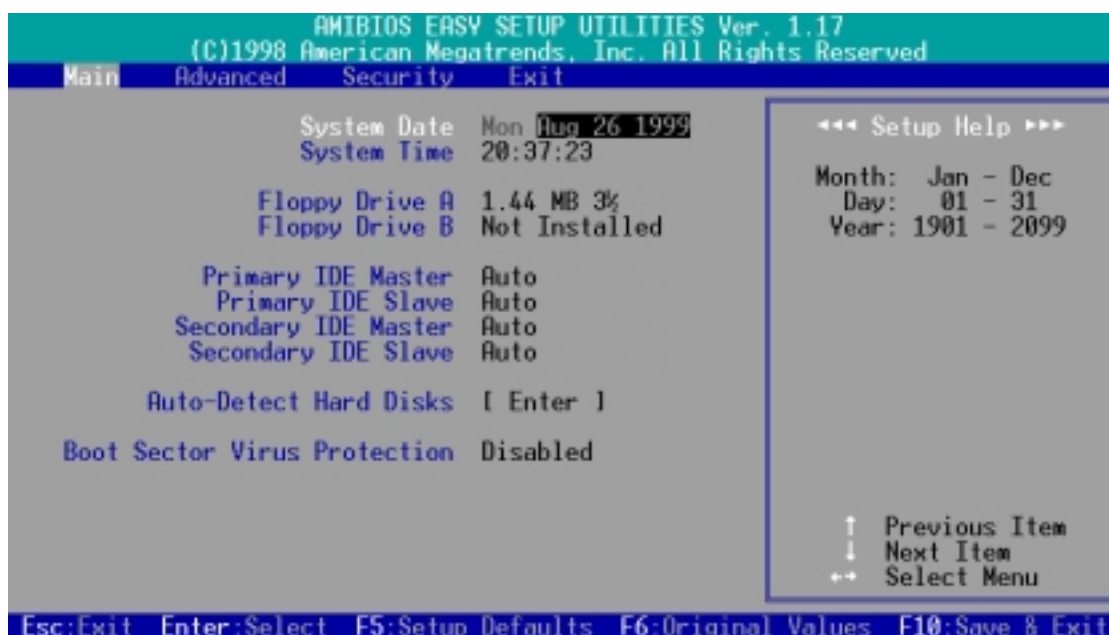 AMIBIOS EASY SETUP UTILITIES Ver. 1.17
(C)1998 American Megatrends, Inc. All Rights Reserved
Main Advanced Security Exit
System Date Mon Aug 26 1999
System Time 20:37:23
Floppy Drive A 1.44 MB 3½
Floppy Drive B Not Installed
Primary IDE Master Auto
Primary IDE Slave Auto
Secondary IDE Master Auto
Secondary IDE Slave Auto
Auto-Detect Hard Disks [ Enter ]
Boot Sector Virus Protection Disabled
◄◄◄ Setup Help ►►►
Month: Jan - Dec
Day: 01 - 31
Year: 1901 - 2099
↑ Previous Item
↓ Next Item
←→ Select Menu
Esc:Exit Enter:Select F5:Setup Defaults F6:Original Values F10:Save & Exit